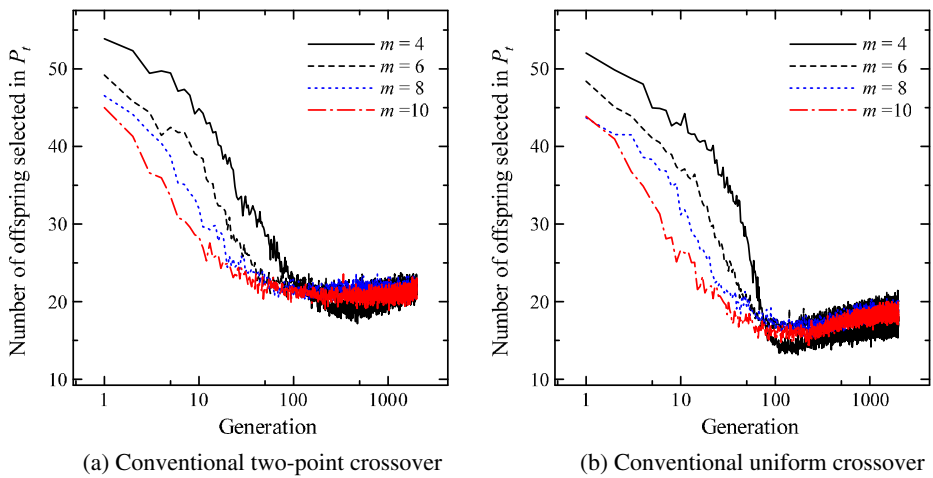 Number of offspring selected in Pt
50
40
30
20
10
1
10
100
1000
Generation
m = 4
m = 6
m = 8
m =10
(a) Conventional two-point crossover
Number of offspring selected in Pt
50
40
30
20
10
1
10
100
1000
Generation
m = 4
m = 6
m = 8
m =10
(b) Conventional uniform crossover